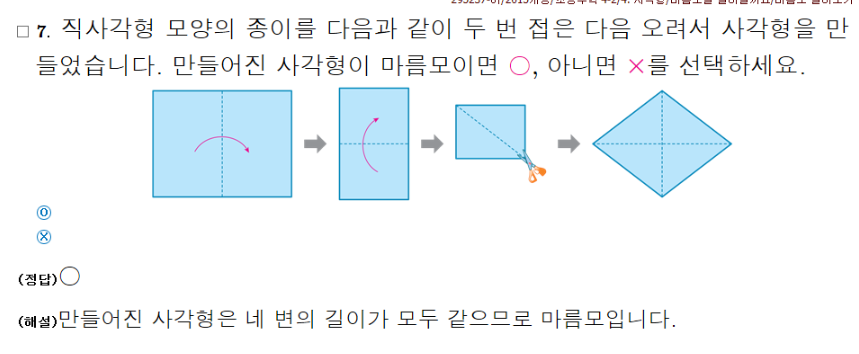 □ 7. 직사각형 모양의 종이를 다음과 같이 두 번 접은 다음 오려서 사각형을 만
들었습니다. 만들어진 사각형이 마름모이면 ○, 아니면 ×를 선택하세요.
Ⓞ
ⓧ
(정답)○
(해설)만들어진 사각형은 네 변의 길이가 모두 같으므로 마름모입니다.